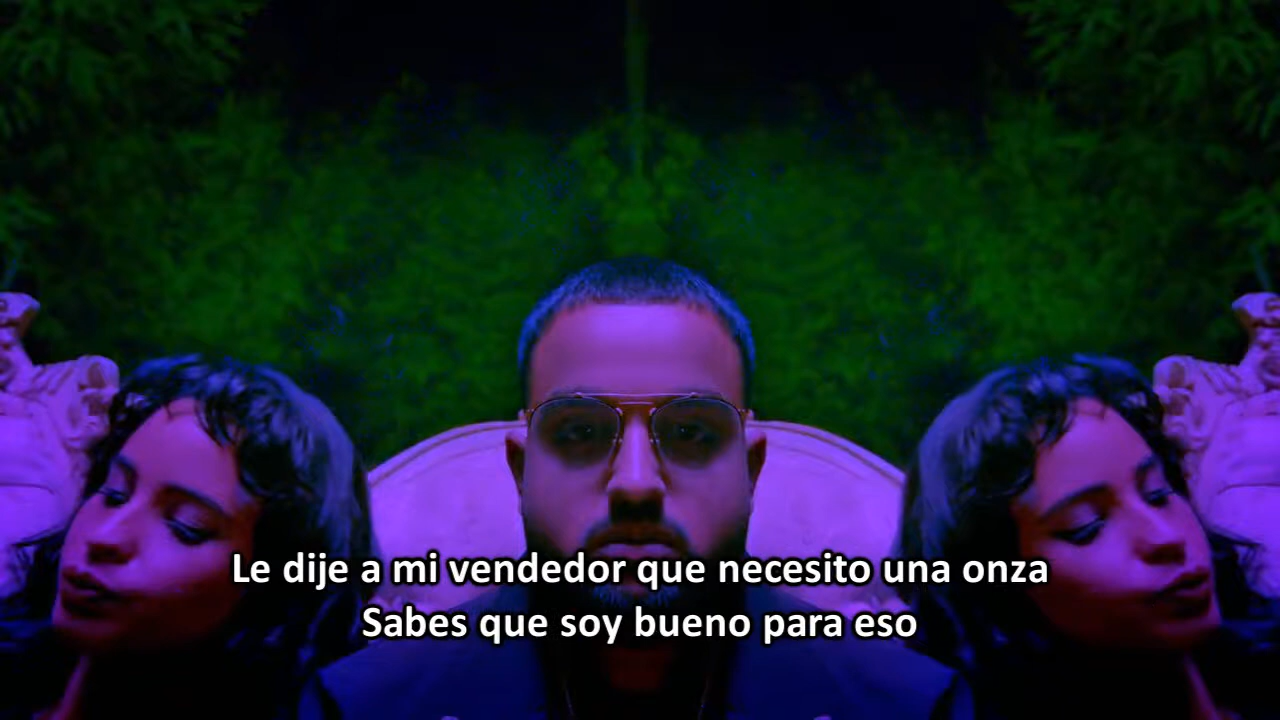 Le dije a mi vendedor que necesito una onza
Sabes que soy bueno para eso